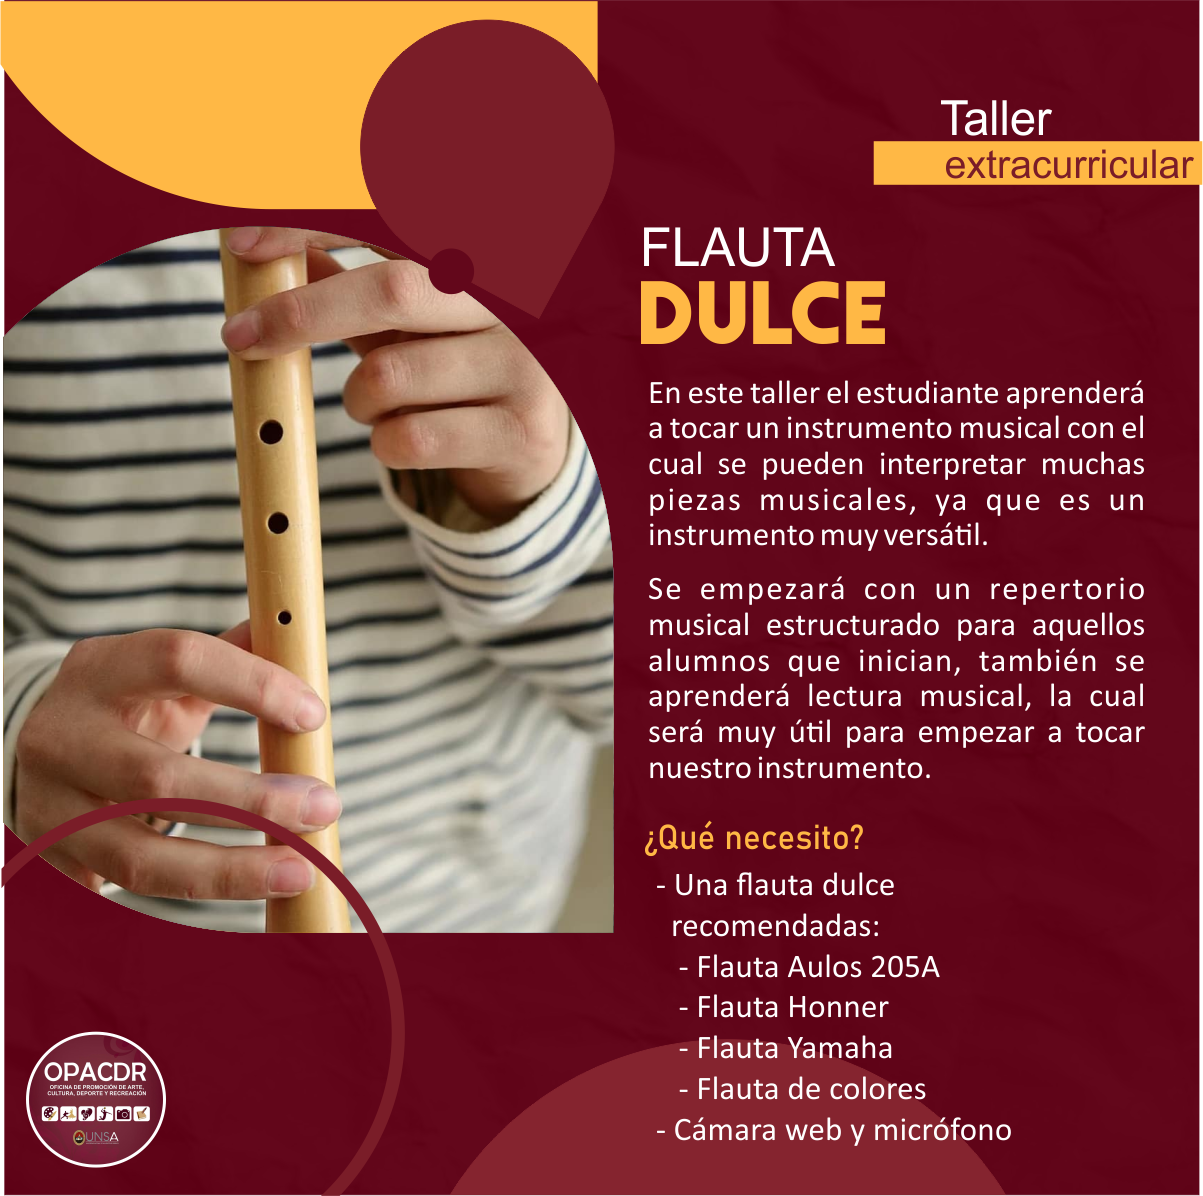 Taller
extracurricular
FLAUTA
DULCE
En este taller el estudiante aprenderá
a tocar un instrumento musical con el
cual se pueden interpretar muchas
piezas musicales, ya que es un
instrumento muy versátil.
Se empezará con un repertorio
musical estructurado para aquellos
alumnos que inician, también se
aprenderá lectura musical, la cual
será muy útil para empezar a tocar
nuestro instrumento.
¿Qué necesito?
- Una flauta dulce
recomendadas:
- Flauta Aulos 205A
- Flauta Honner
- Flauta Yamaha
- Flauta de colores
- Cámara web y micrófono
OPACDR
OFICINA DE PROMOCIÓN DE ARTE,
CULTURA, DEPORTE Y RECREACIÓN
UNSA